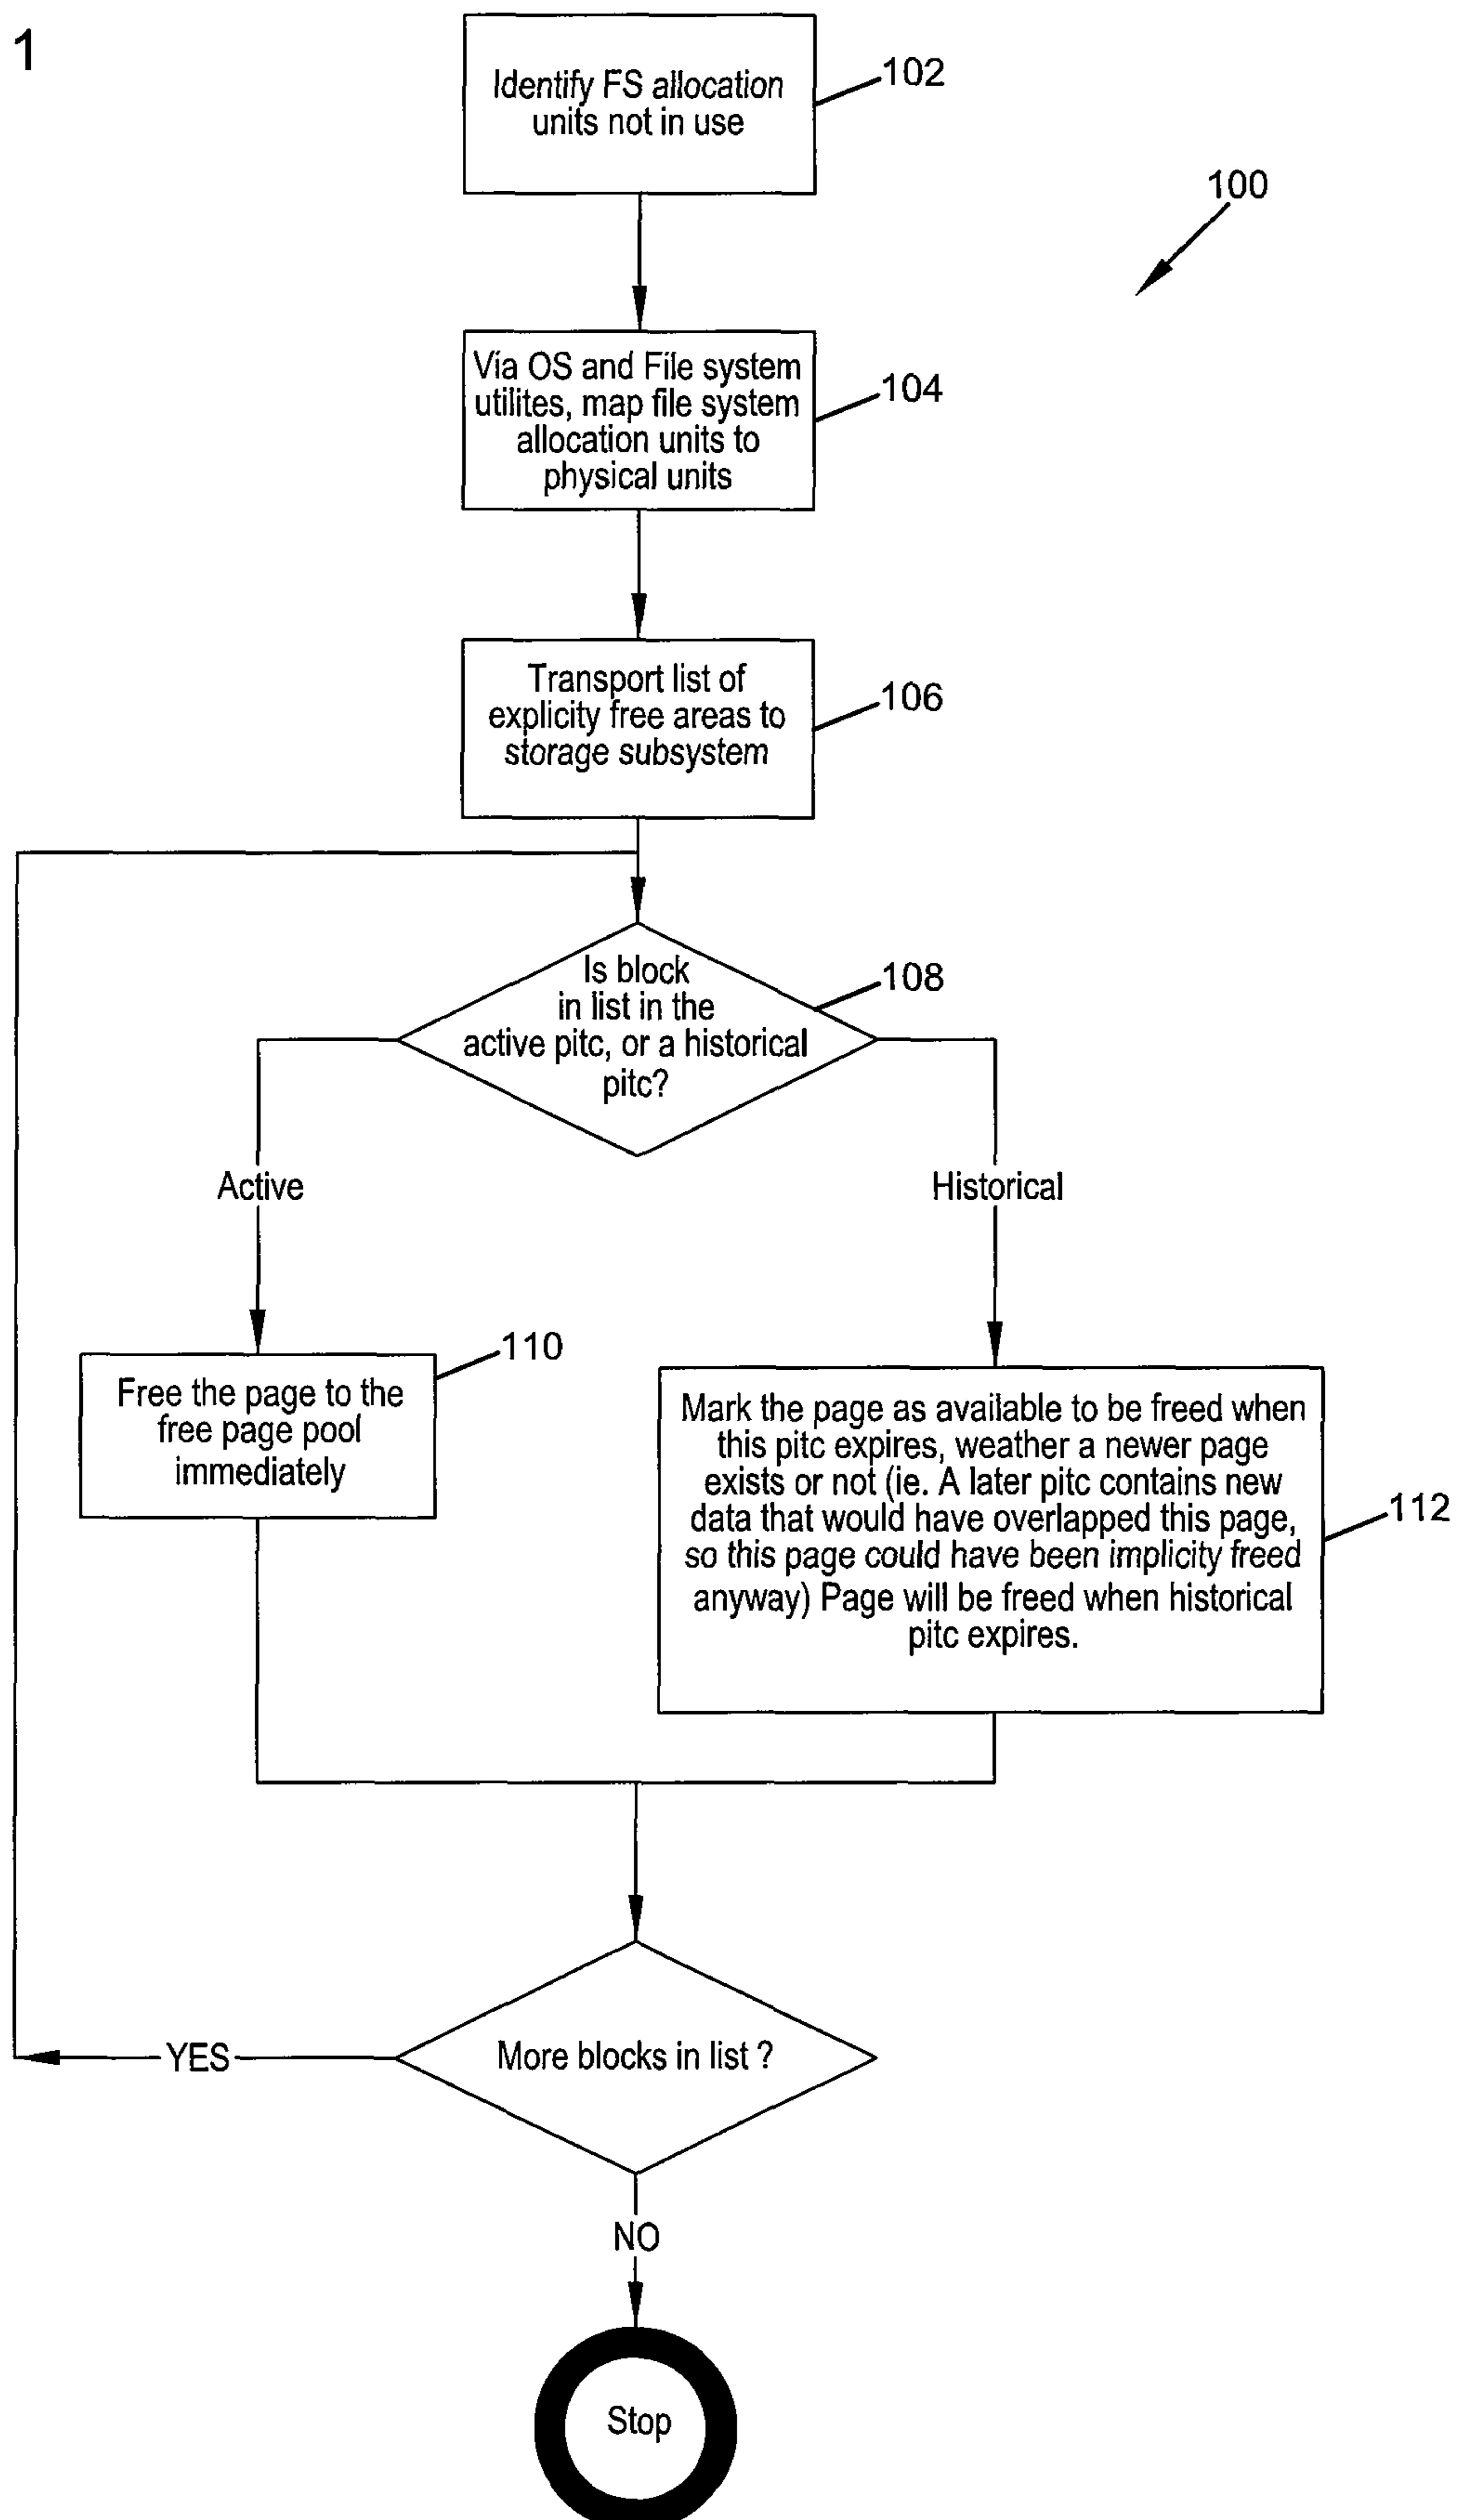 1
Identify FS allocation
units not in use
102
100
Via OS and File system
utilites, map file system
allocation units to
physical units
104
Transport list of
explicity free areas to
storage subsystem
106
Is block
in list in the
active pitc, or a historical
pitc?
108
Active
Historical
Free the page to the
free page pool
immediately
110
Mark the page as available to be freed when
this pitc expires, weather a newer page
exists or not (ie. A later pitc contains new
data that would have overlapped this page,
so this page could have been implicity freed
anyway) Page will be freed when historical
pitc expires.
112
More blocks in list ?
YES
NO
Stop